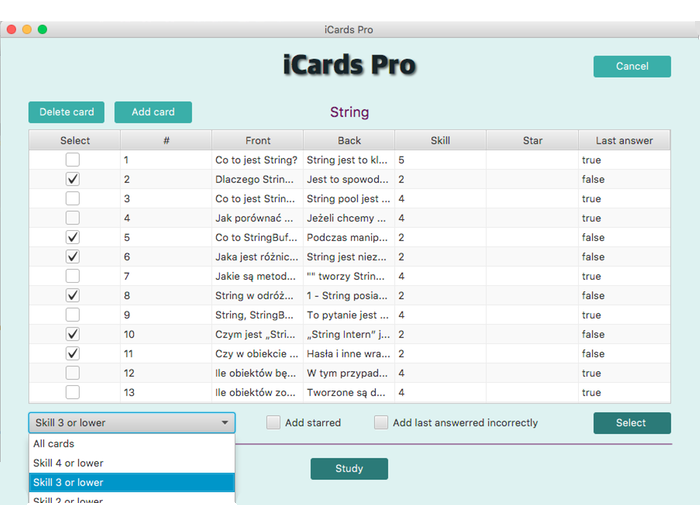 iCards Pro
iCards Pro
Cancel
Delete card Add card String
Select # Front Back Skill Star Last answer
1 Co to jest String? String jest to kl... 5 true
2 Dlaczego Strin... Jest to spowod... 2 false
3 Co to jest Strin... String pool jest ... 4 true
4 Jak porównać ... Jeżeli chcemy ... 4 true
5 Co to StringBuf... Podczas manip... 2 false
6 Jaka jest różnic... String jest niez... 2 false
7 Jakie są metod... "" tworzy Strin... 4 true
8 String w odróż... 1 - String posia... 2 false
9 String, StringB... To pytanie jest ... 4 true
10 Czym jest „Stri... „String Intern” j... 2 false
11 Czy w obiekcie ... Hasła i inne wra... 2 false
12 Ile obiektów bę... W tym przypad... 4 true
13 Ile obiektów zo... Tworzone są d... 4 true
Skill 3 or lower Add starred Add last answerred incorrectly Select
All cards
Skill 4 or lower
Skill 3 or lower
Skill 2 or lower
Study